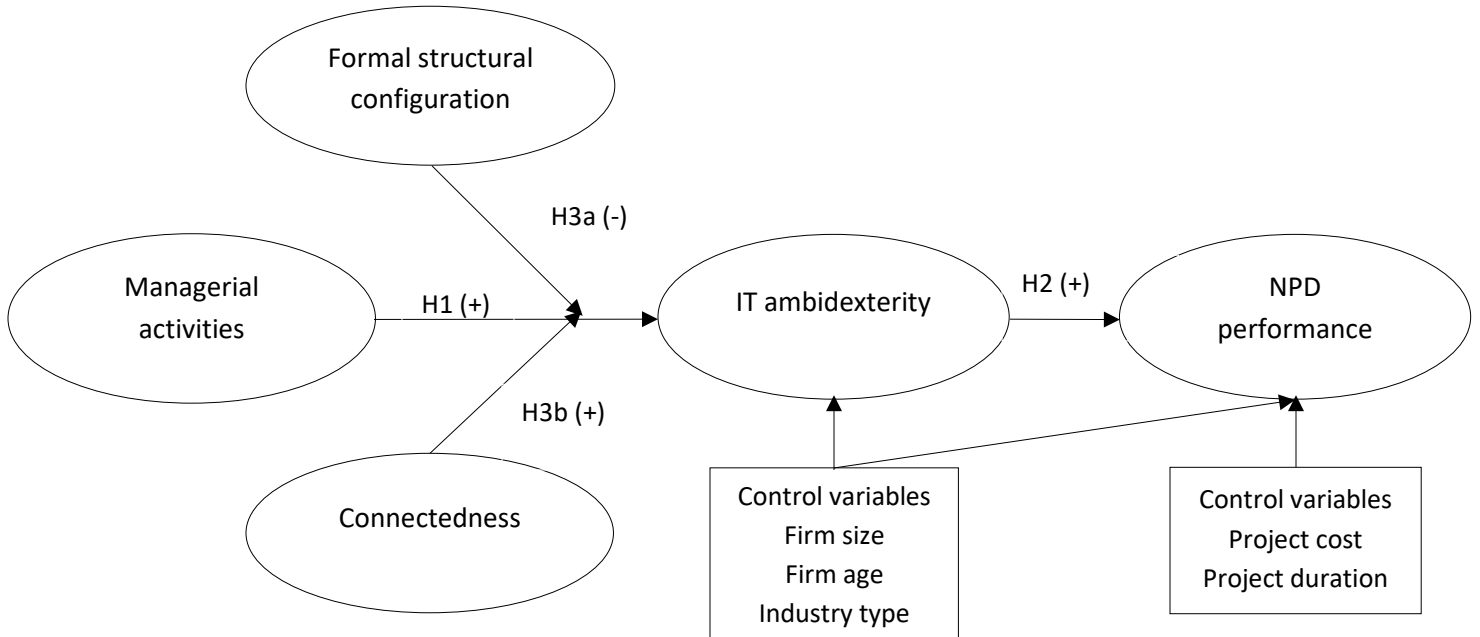 Formal structural
configuration
H3a (-)
Managerial
activities
H1 (+)
IT ambidexterity
H2 (+)
NPD
performance
H3b (+)
Connectedness
Control variables
Firm size
Firm age
Industry type
Control variables
Project cost
Project duration